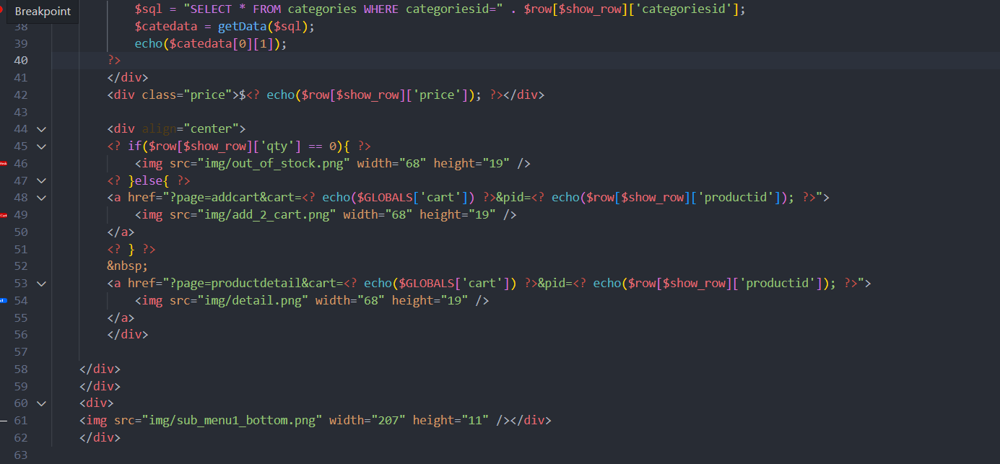 Breakpoint
$sql = "SELECT * FROM categories WHERE categoriesid=" . $row[$show_row]['categoriesid'];
38 $catedata = getData($sql);
39 echo($catedata[0][1]);
40 ?>
41 </div>
42 <div class="price">$<? echo($row[$show_row]['price']); ?></div>
43
44 <div align="center">
45 <? if($row[$show_row]['qty'] == 0){ ?>
46 <img src="img/out_of_stock.png" width="68" height="19" />
47 <? }else{ ?>
48 <a href="?page=addcart&cart=<? echo($GLOBALS['cart']) ?>&pid=<? echo($row[$show_row]['productid']); ?>">
49 <img src="img/add_2_cart.png" width="68" height="19" />
50 </a>
51 <? } ?>
52 &nbsp;
53 <a href="?page=productdetail&cart=<? echo($GLOBALS['cart']) ?>&pid=<? echo($row[$show_row]['productid']); ?>">
54 <img src="img/detail.png" width="68" height="19" />
55 </a>
56 </div>
57
58 </div>
59 </div>
60 <div>
61 <img src="img/sub_menu1_bottom.png" width="207" height="11" /></div>
62 </div>
63